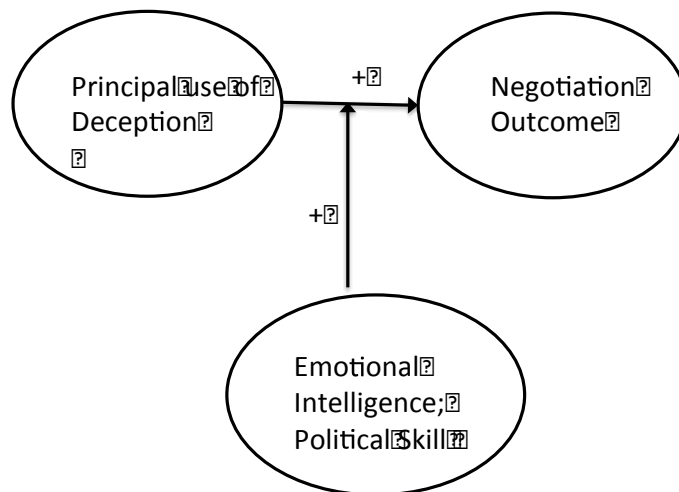 Principal use of
Deception
+
Negotiation
Outcome
+
Emotional
Intelligence;
Political Skill